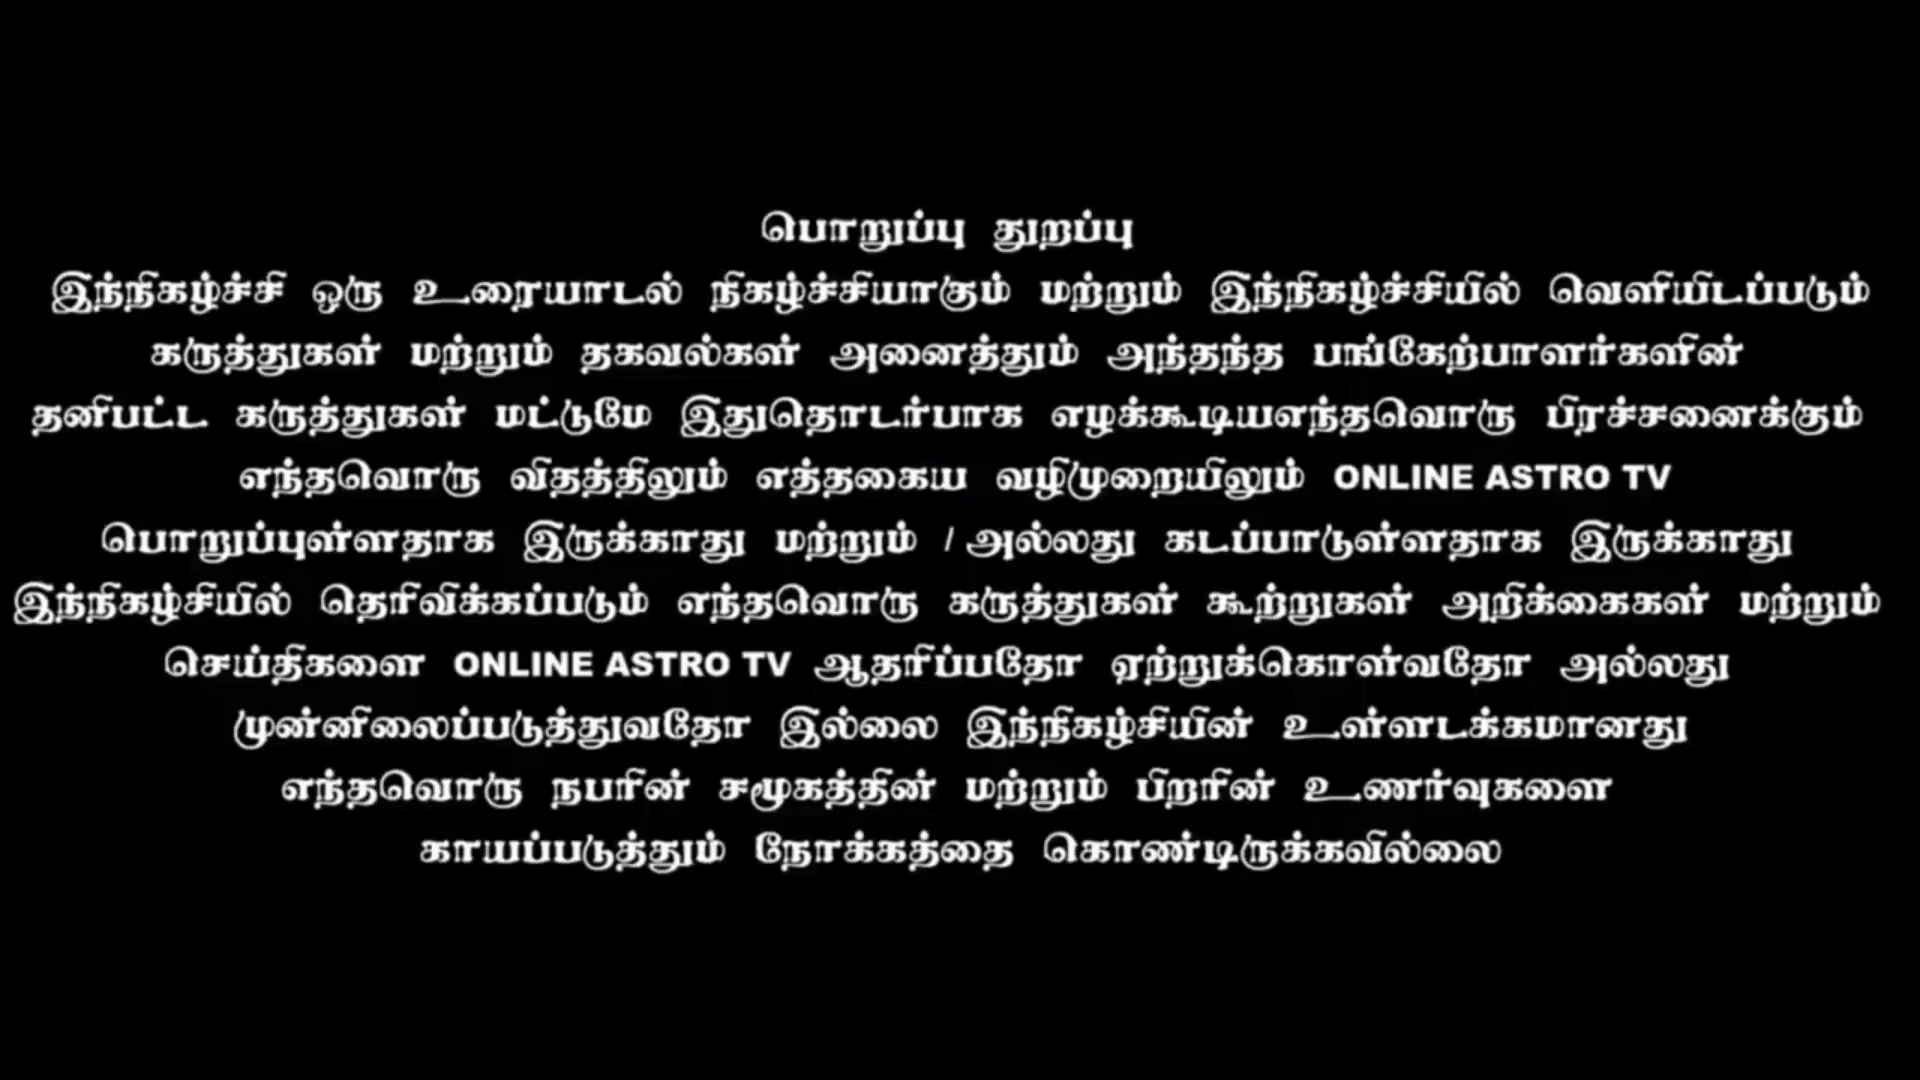 பொறுப்பு துறப்பு
இந்நிகழ்ச்சி ஒரு உரையாடல் நிகழ்ச்சியாகும் மற்றும் இந்நிகழ்ச்சியில் வெளியிடப்படும்
கருத்துகள் மற்றும் தகவல்கள் அனைத்தும் அந்தந்த பங்கேற்பாளர்களின்
தனிபட்ட கருத்துகள் மட்டுமே இதுதொடர்பாக எழக்கூடியஎந்தவொரு பிரச்சனைக்கும்
எந்தவொரு விதத்திலும் எத்தகைய வழிமுறையிலும் ONLINE ASTRO TV
பொறுப்புள்ளதாக இருக்காது மற்றும் / அல்லது கடப்பாடுள்ளதாக இருக்காது
இந்நிகழ்சியில் தெரிவிக்கப்படும் எந்தவொரு கருத்துகள் கூற்றுகள் அறிக்கைகள் மற்றும்
செய்திகளை ONLINE ASTRO TV ஆதரிப்பதோ ஏற்றுக்கொள்வதோ அல்லது
முன்னிலைப்படுத்துவதோ இல்லை இந்நிகழ்சியின் உள்ளடக்கமானது
எந்தவொரு நபரின் சமூகத்தின் மற்றும் பிறரின் உணர்வுகளை
காயப்படுத்தும் நோக்கத்தை கொண்டிருக்கவில்லை